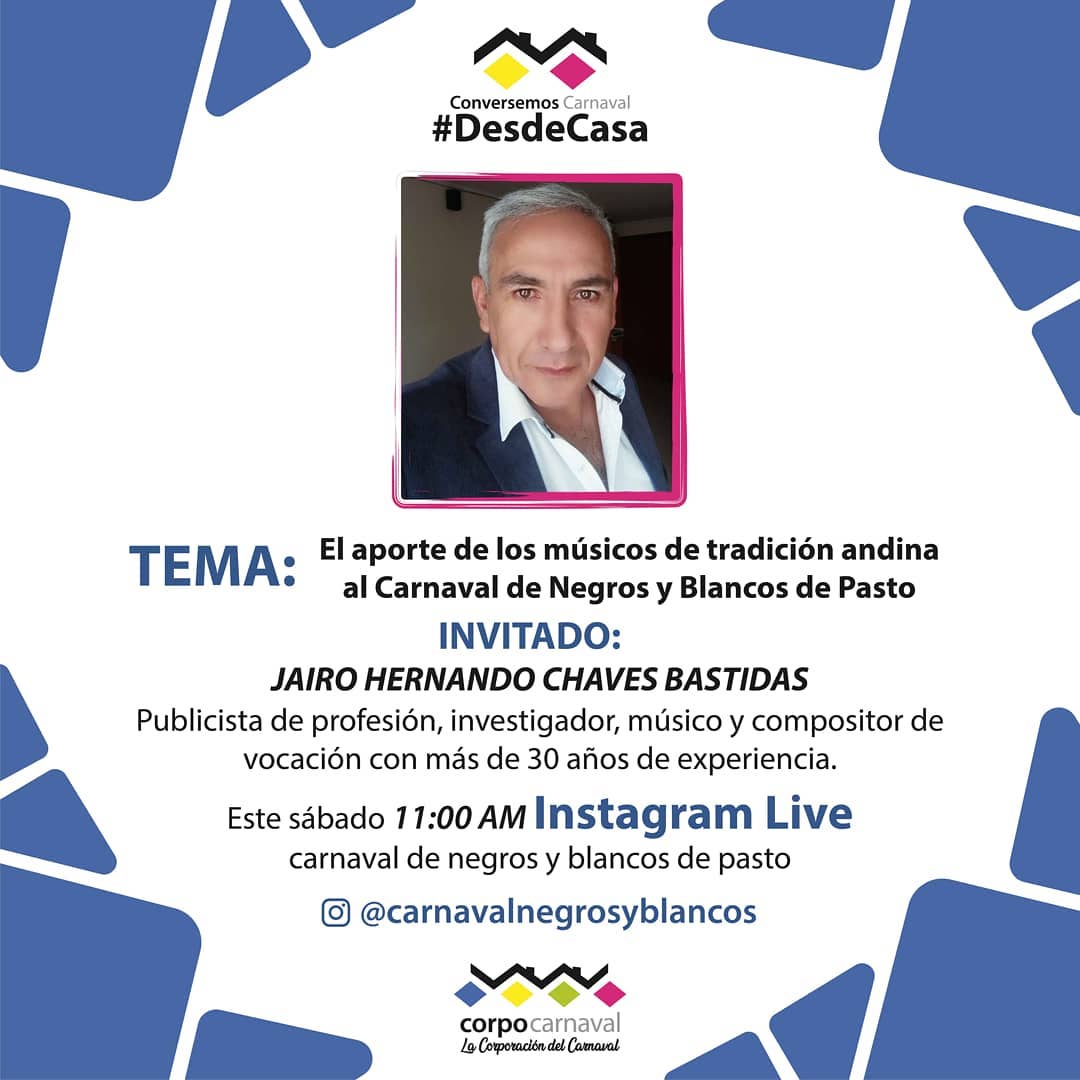 Conversemos Carnaval
#DesdeCasa
TEMA: El aporte de los músicos de tradición andina
al Carnaval de Negros y Blancos de Pasto
INVITADO:
JAIRO HERNANDO CHAVES BASTIDAS
Publicista de profesión, investigador, músico y compositor de
vocación con más de 30 años de experiencia.
Este sábado 11:00 AM Instagram Live
carnaval de negros y blancos de pasto
@carnavalnegrosyblancos
corpocarnaval
La Corporación del Carnaval